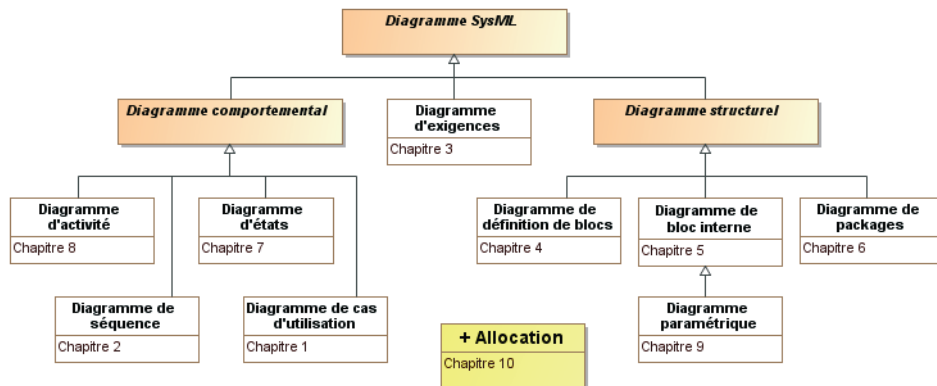 Diagramme SysML
Diagramme comportemental
Diagramme
d'exigences
Chapitre 3
Diagramme structurel
Diagramme
d'activité
Chapitre 8
Diagramme
d'états
Chapitre 7
Diagramme de
définition de blocs
Chapitre 4
Diagramme de
bloc interne
Chapitre 5
Diagramme de
packages
Chapitre 6
Diagramme de
séquence
Chapitre 2
Diagramme de cas
d'utilisation
Chapitre 1
+ Allocation
Chapitre 10
Diagramme
paramétrique
Chapitre 9